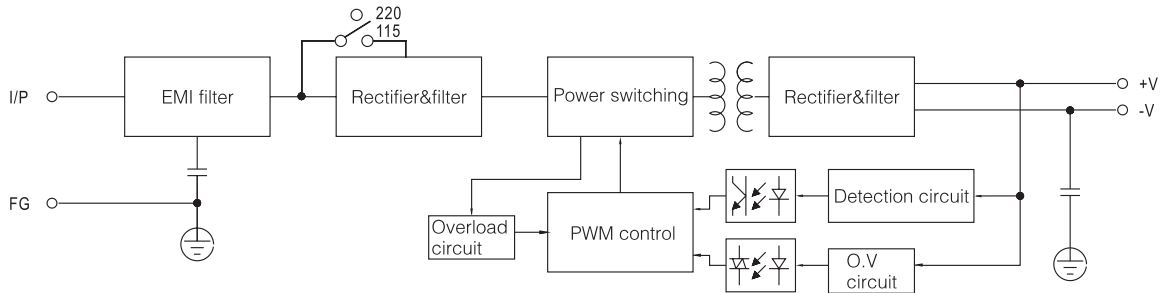 220
115
I/P
EMI filter
Rectifier&filter
Power switching
Rectifier&filter
+V
-V
FG
Overload
circuit
PWM control
Detection circuit
O.V
circuit